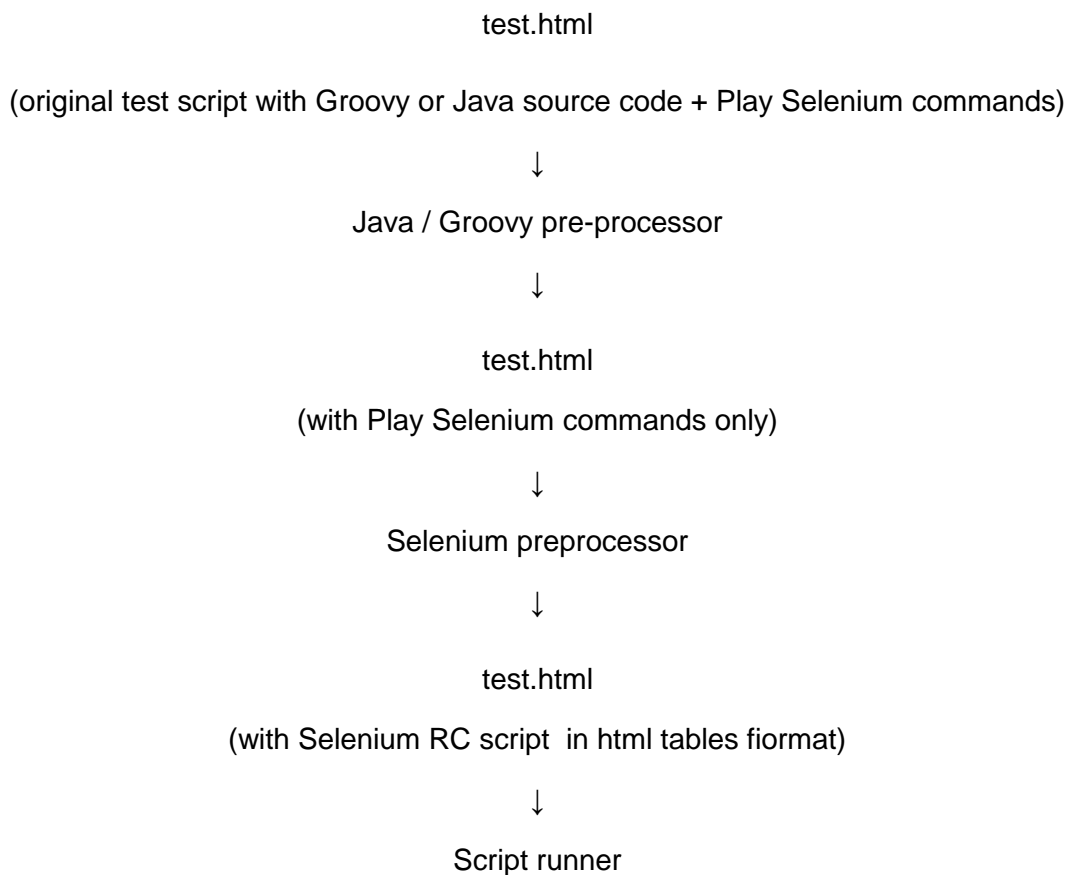 test.html
(original test script with Groovy or Java source code + Play Selenium commands)
↓
Java / Groovy pre-processor
↓
test.html
(with Play Selenium commands only)
↓
Selenium preprocessor
↓
test.html
(with Selenium RC script  in html tables fiormat)
↓
Script runner